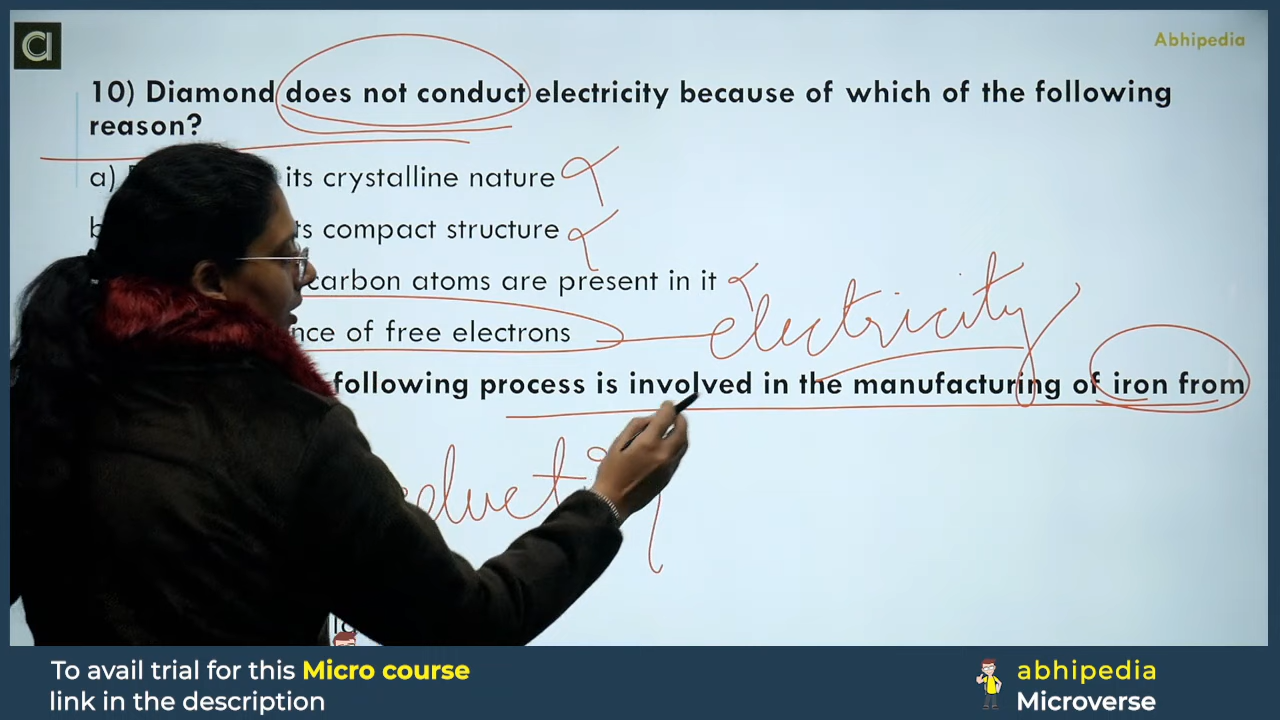 a
Abhipedia
10) Diamond does not conduct electricity because of which of the following
reason?
a) its crystalline nature
compact structure
carbon atoms are present in it
of free electrons
electricity
following process is involved in the manufacturing of iron from
To avail trial for this Micro course
link in the description
abhipedia
Microverse